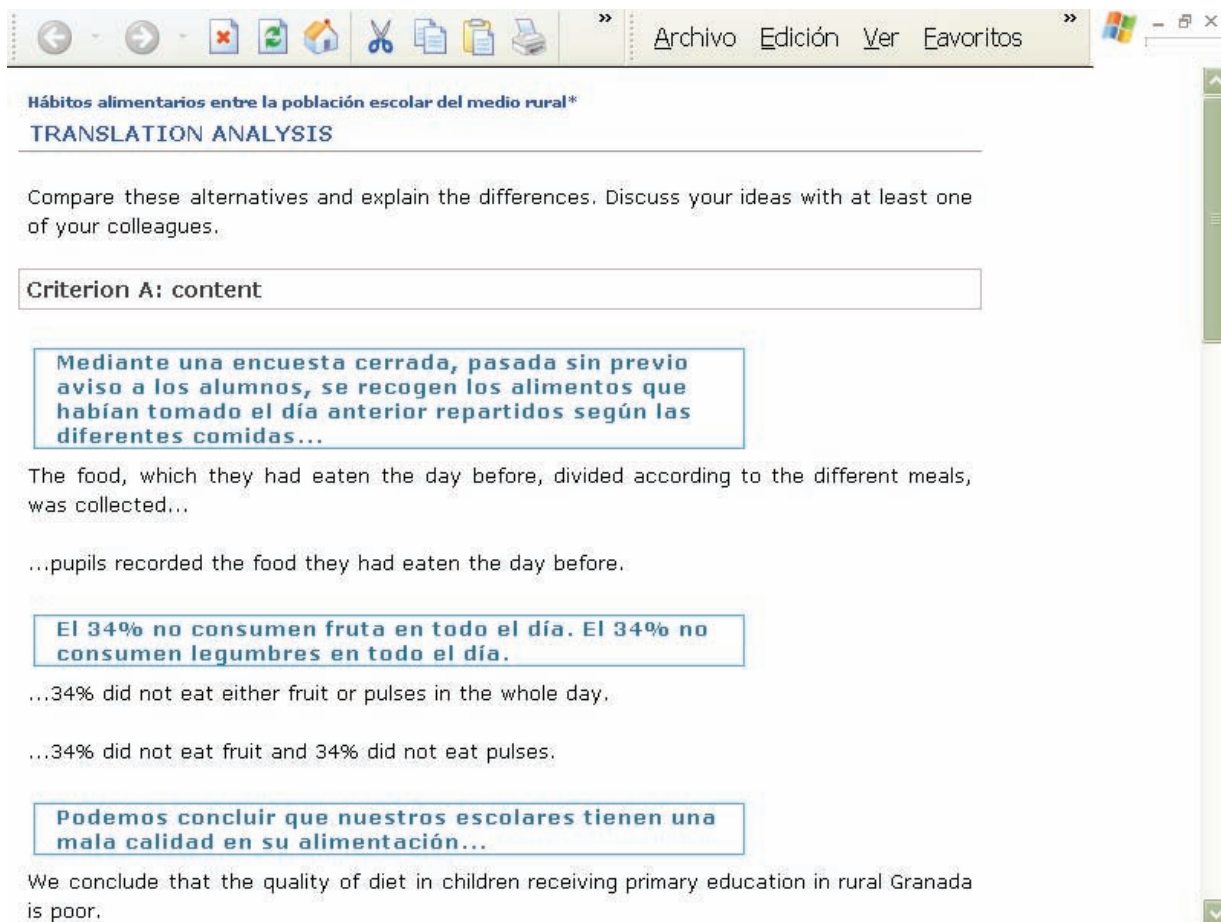 » Archivo Edición Ver Favoritos »
Hábitos alimentarios entre la población escolar del medio rural*
TRANSLATION ANALYSIS
Compare these alternatives and explain the differences. Discuss your ideas with at least one
of your colleagues.
Criterion A: content
Mediante una encuesta cerrada, pasada sin previo
aviso a los alumnos, se recogen los alimentos que
habían tomado el día anterior repartidos según las
diferentes comidas...
The food, which they had eaten the day before, divided according to the different meals,
was collected...
...pupils recorded the food they had eaten the day before.
El 34% no consumen fruta en todo el día. El 34% no
consumen legumbres en todo el día.
...34% did not eat either fruit or pulses in the whole day.
...34% did not eat fruit and 34% did not eat pulses.
Podemos concluir que nuestros escolares tienen una
mala calidad en su alimentación...
We conclude that the quality of diet in children receiving primary education in rural Granada
is poor.